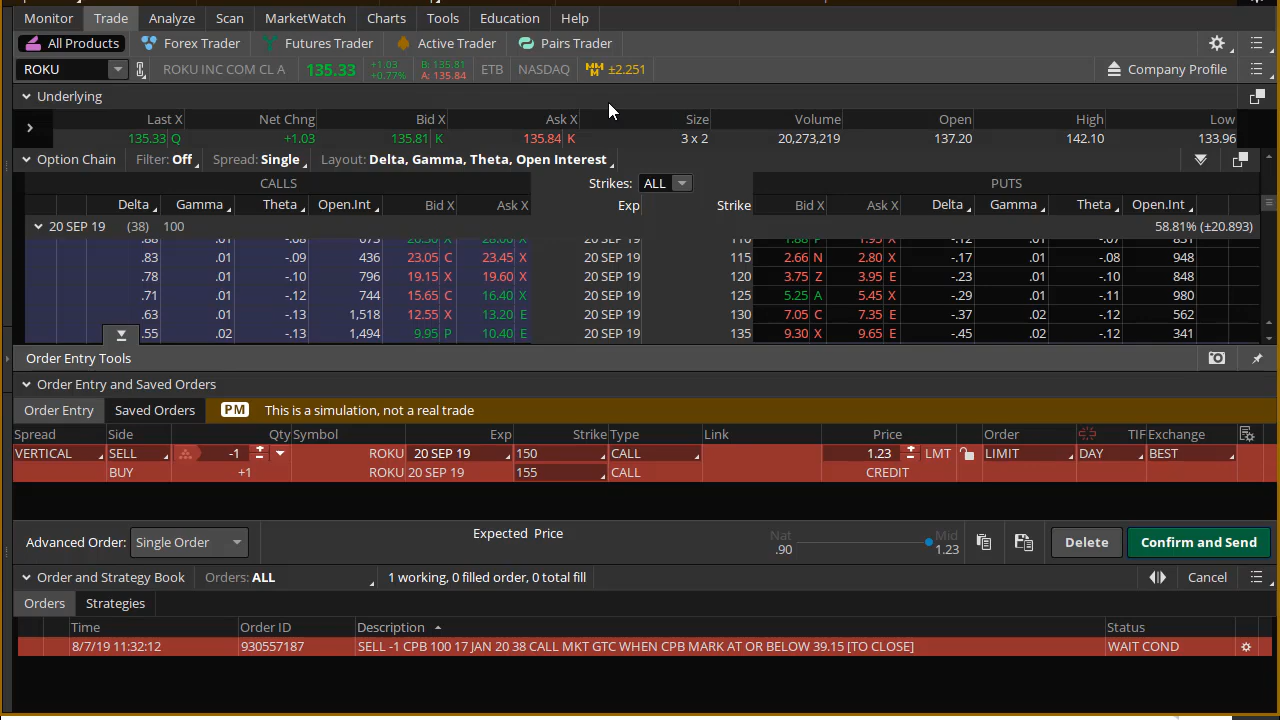 Monitor Trade Analyze Scan MarketWatch Charts Tools Education Help
All Products Forex Trader Futures Trader Active Trader Pairs Trader
ROKU ROKU INC COM CL A 135.33 +1.03 +0.77% B: 135.81 A: 135.84 ETB NASDAQ ±2.251 Company Profile
Underlying
Last X Net Chng Bid X Ask X Size Volume Open High Low
135.33 Q +1.03 135.81 K 135.84 K 3 x 2 20,273,219 137.20 142.10 133.96
Option Chain Filter: Off Spread: Single Layout: Delta, Gamma, Theta, Open Interest
CALLS Strikes: ALL PUTS
Delta Gamma Theta Open.Int Bid X Ask X Exp Strike Bid X Ask X Delta Gamma Theta Open.Int
20 SEP 19 (38) 100 58.81% (±20.893)
.83 .01 -.09 436 23.05 C 23.45 X 20 SEP 19 115 2.66 N 2.80 X -.17 .01 -.08 948
.78 .01 -.10 796 19.15 X 19.60 X 20 SEP 19 120 3.75 Z 3.95 E -.23 .01 -.10 848
.71 .01 -.12 744 15.65 C 16.40 X 20 SEP 19 125 5.25 A 5.45 X -.29 .01 -.11 980
.63 .01 -.13 1,518 12.55 X 13.20 E 20 SEP 19 130 7.05 C 7.35 E -.37 .02 -.12 562
.55 .02 -.13 1,494 9.95 P 10.40 E 20 SEP 19 135 9.30 X 9.65 E -.45 .02 -.12 341
Order Entry Tools
Order Entry and Saved Orders
Order Entry Saved Orders PM This is a simulation, not a real trade
Spread Side Qty Symbol Exp Strike Type Link Price Order TIF Exchange
VERTICAL SELL -1 ROKU 20 SEP 19 150 CALL 1.23 LMT LIMIT DAY BEST
BUY +1 ROKU 20 SEP 19 155 CALL CREDIT
Advanced Order: Single Order Expected Price Nat .90 Mid 1.23 Delete Confirm and Send
Order and Strategy Book Orders: ALL 1 working, 0 filled order, 0 total fill Cancel
Orders Strategies
Time Order ID Description Status
8/7/19 11:32:12 930557187 SELL -1 CPB 100 17 JAN 20 38 CALL MKT GTC WHEN CPB MARK AT OR BELOW 39.15 [TO CLOSE] WAIT COND